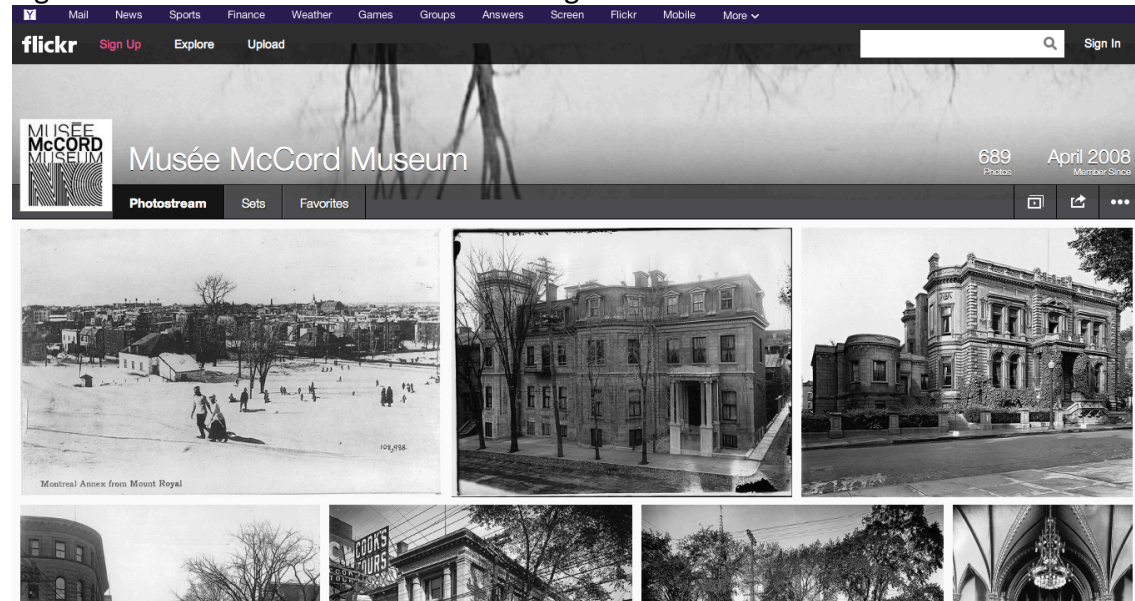 Mail News Sports Finance Weather Games Groups Answers Screen Flickr Mobile More
flickr Sign Up Explore Upload Sign In
MUSÉE
McCORD
MUSEUM
Musée McCord Museum
689 April 2008
Photos Member Since
Photostream Sets Favorites
108,998.
Montreal Annex from Mount Royal
COOK'S
TOURS